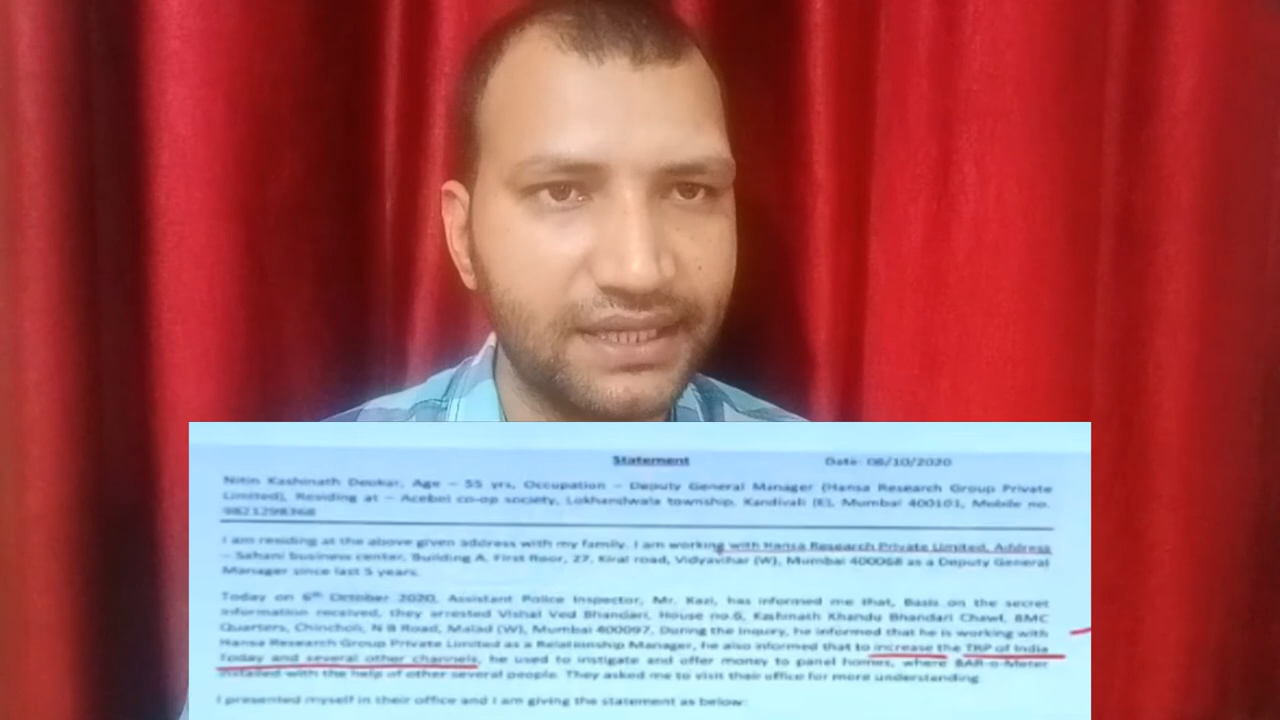 Statement Date: 06/10/2020
Nitin Kashinath Deokar, Age – 55 yrs, Occupation – Deputy General Manager (Hansa Research Group Private
Limited), Residing at – co-op society, Lokhandwala township, Kandivali (E), Mumbai 400101, Mobile no.
I am residing at the above given address with my family. I am working with Hansa Research Private Limited, Address
– Sahani business center, Building A, First floor, 27, Kirol road, Vidyavihar (W), Mumbai as a Deputy General
Manager since last 5 years.
Today on 6th October 2020, Assistant Police Inspector, Mr. Kazi, has informed me that, Basis on the secret
information received, they arrested Vishal Ved Bhandari, House no.6, Kashinath Khandu Bhandari Chawl, BMC
Quarters, Chincholi, N B Road, Malad (W), Mumbai 400097. During the inquiry, he informed that he is working with
Hansa Research Group Private Limited as a Relationship Manager, he also informed that to increase the TRP of India
Today and several other channels, he used to instigate and offer money to panel homes, where BAR-o-Meter
installed with the help of other several people. They asked me to visit their office for more understanding.
I presented myself in their office and I am giving the statement as below: